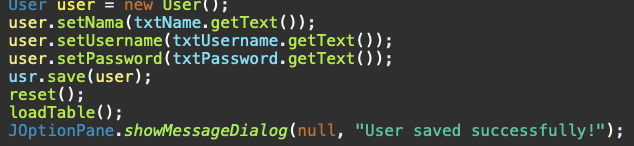 User user = new User();
user.setNama(txtName.getText());
user.setUsername(txtUsername.getText());
user.setPassword(txtPassword.getText());
usr.save(user);
reset();
loadTable();
JOptionPane.showMessageDialog(null, "User saved successfully!");